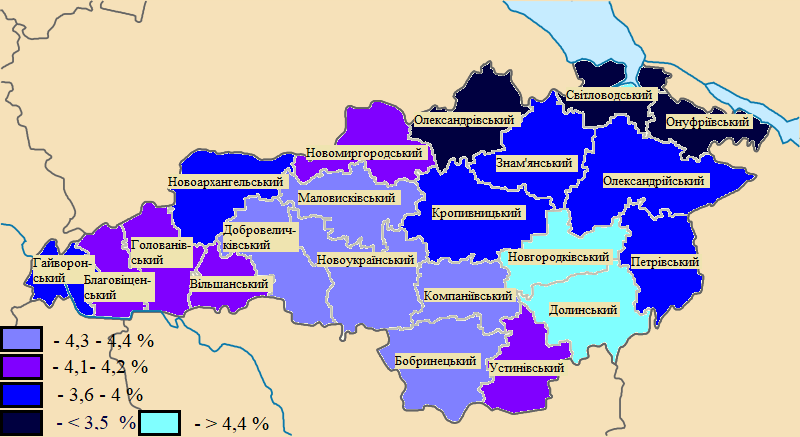 Світловодський
Олександрівський
Онуфріївський
Новомиргородський
Знам'янський
Новоархангельський
Олександрійський
Маловисківський
Кропивницький
Добровелич-
ківський
Голованів-
ський
Новоукраїнський
Новгородківський
Гайворон-
ський
Петрівський
Благовіщен-
ський
Вільшанський
Компаніївський
Долинський
Бобринецький
Устинівський
- 4,3 - 4,4 %
- 4,1- 4,2 %
- 3,6 - 4 %
- < 3,5 %
- > 4,4 %